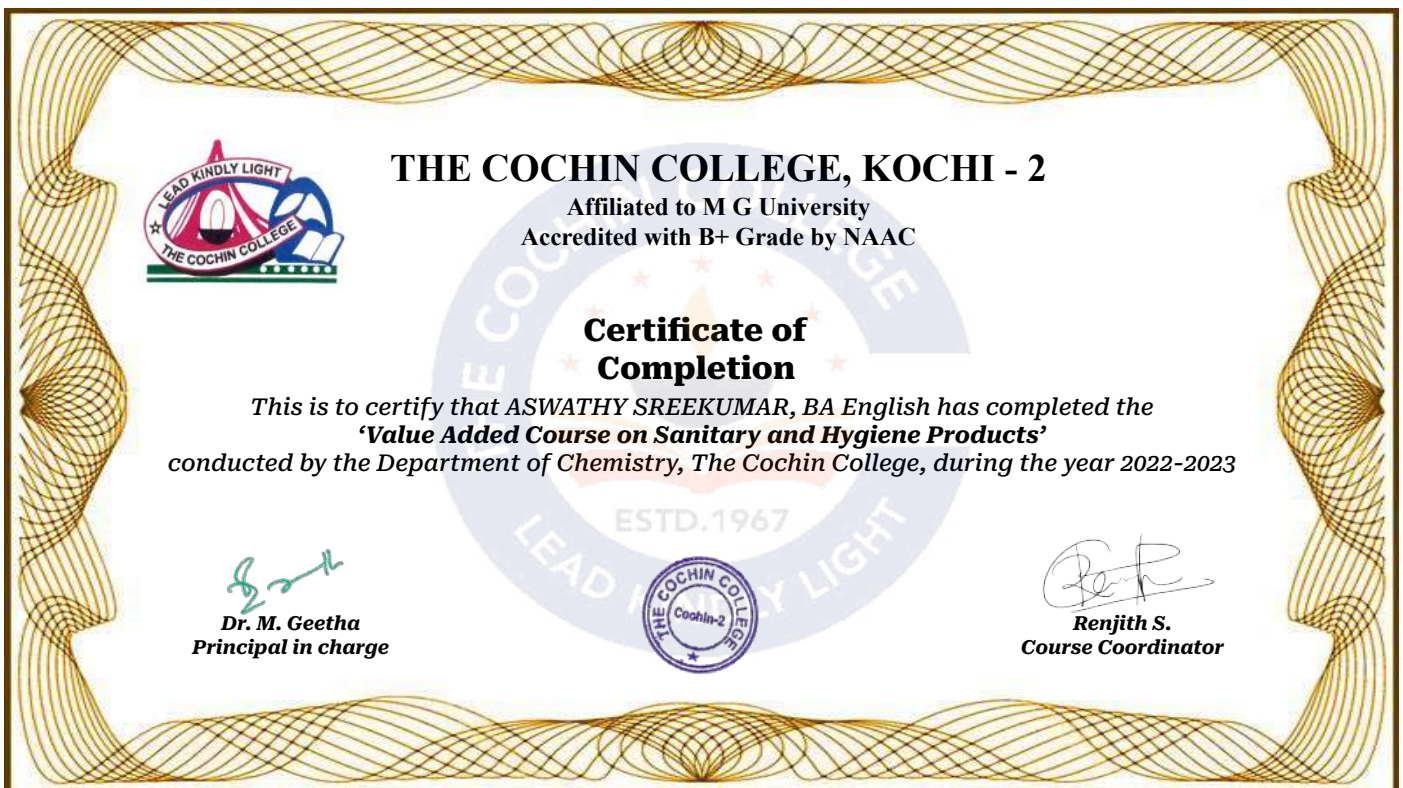 LEAD KINDLY LIGHT
THE COCHIN COLLEGE
THE COCHIN COLLEGE, KOCHI - 2
Affiliated to M G University
Accredited with B+ Grade by NAAC
THE COCHIN COLLEGE
Certificate of
Completion
This is to certify that ASWATHY SREEKUMAR, BA English has completed the
‘Value Added Course on Sanitary and Hygiene Products’
conducted by the Department of Chemistry, The Cochin College, during the year 2022-2023
ESTD.1967
LEAD KINDLY LIGHT
THE COCHIN COLLEGE
Cochin-2
Dr. M. Geetha
Principal in charge
Renjith S.
Course Coordinator